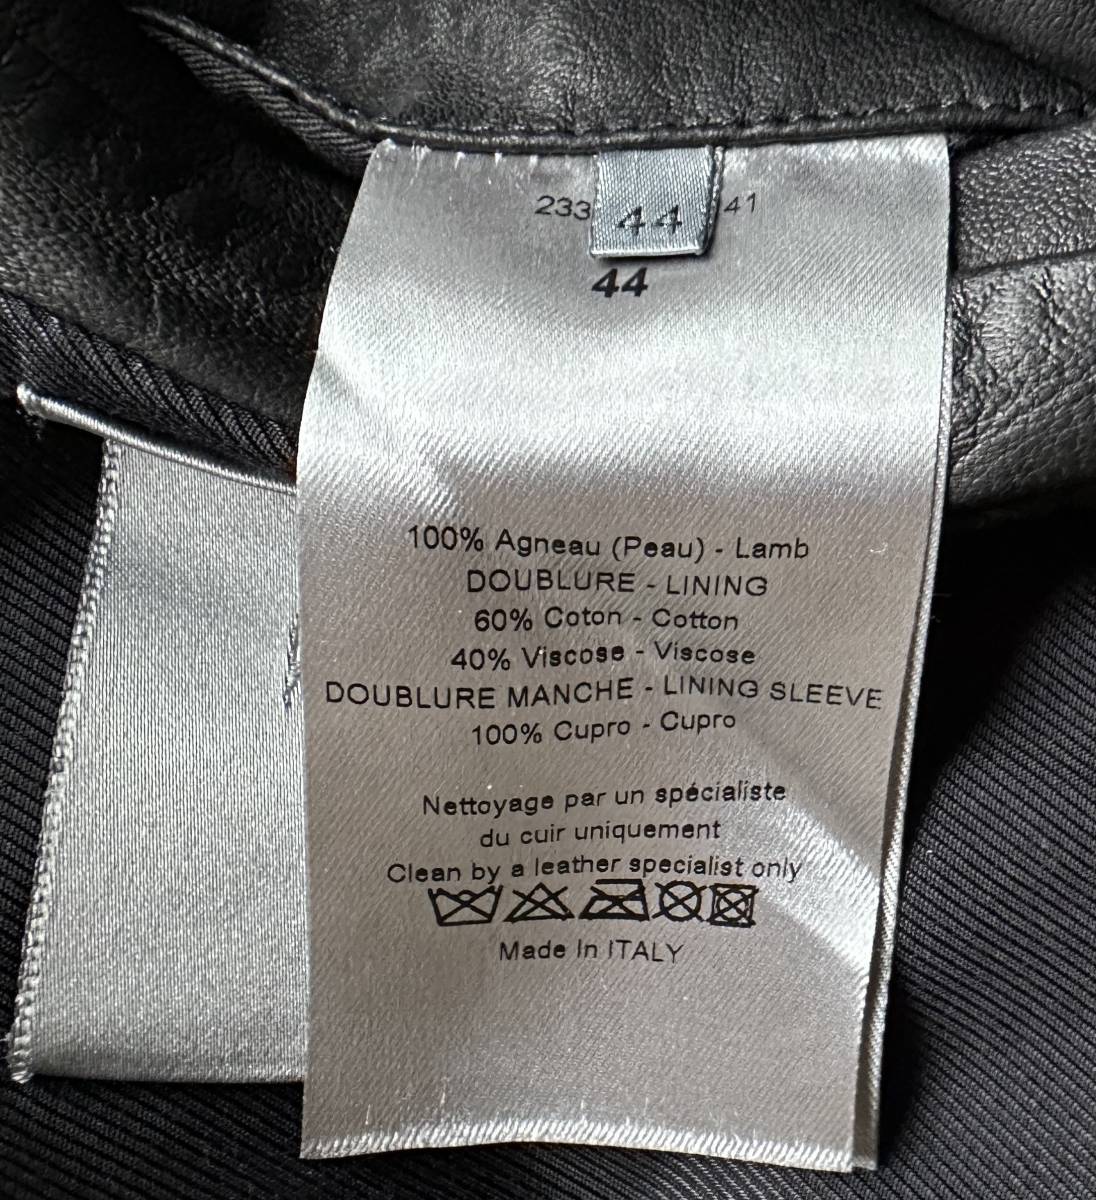 233 44 41
44
100% Agneau (Peau) - Lamb
DOUBLURE - LINING
60% Coton - Cotton
40% Viscose - Viscose
DOUBLURE MANCHE - LINING SLEEVE
100% Cupro - Cupro
Nettoyage par un spécialiste
du cuir uniquement
Clean by a leather specialist only
Made In ITALY